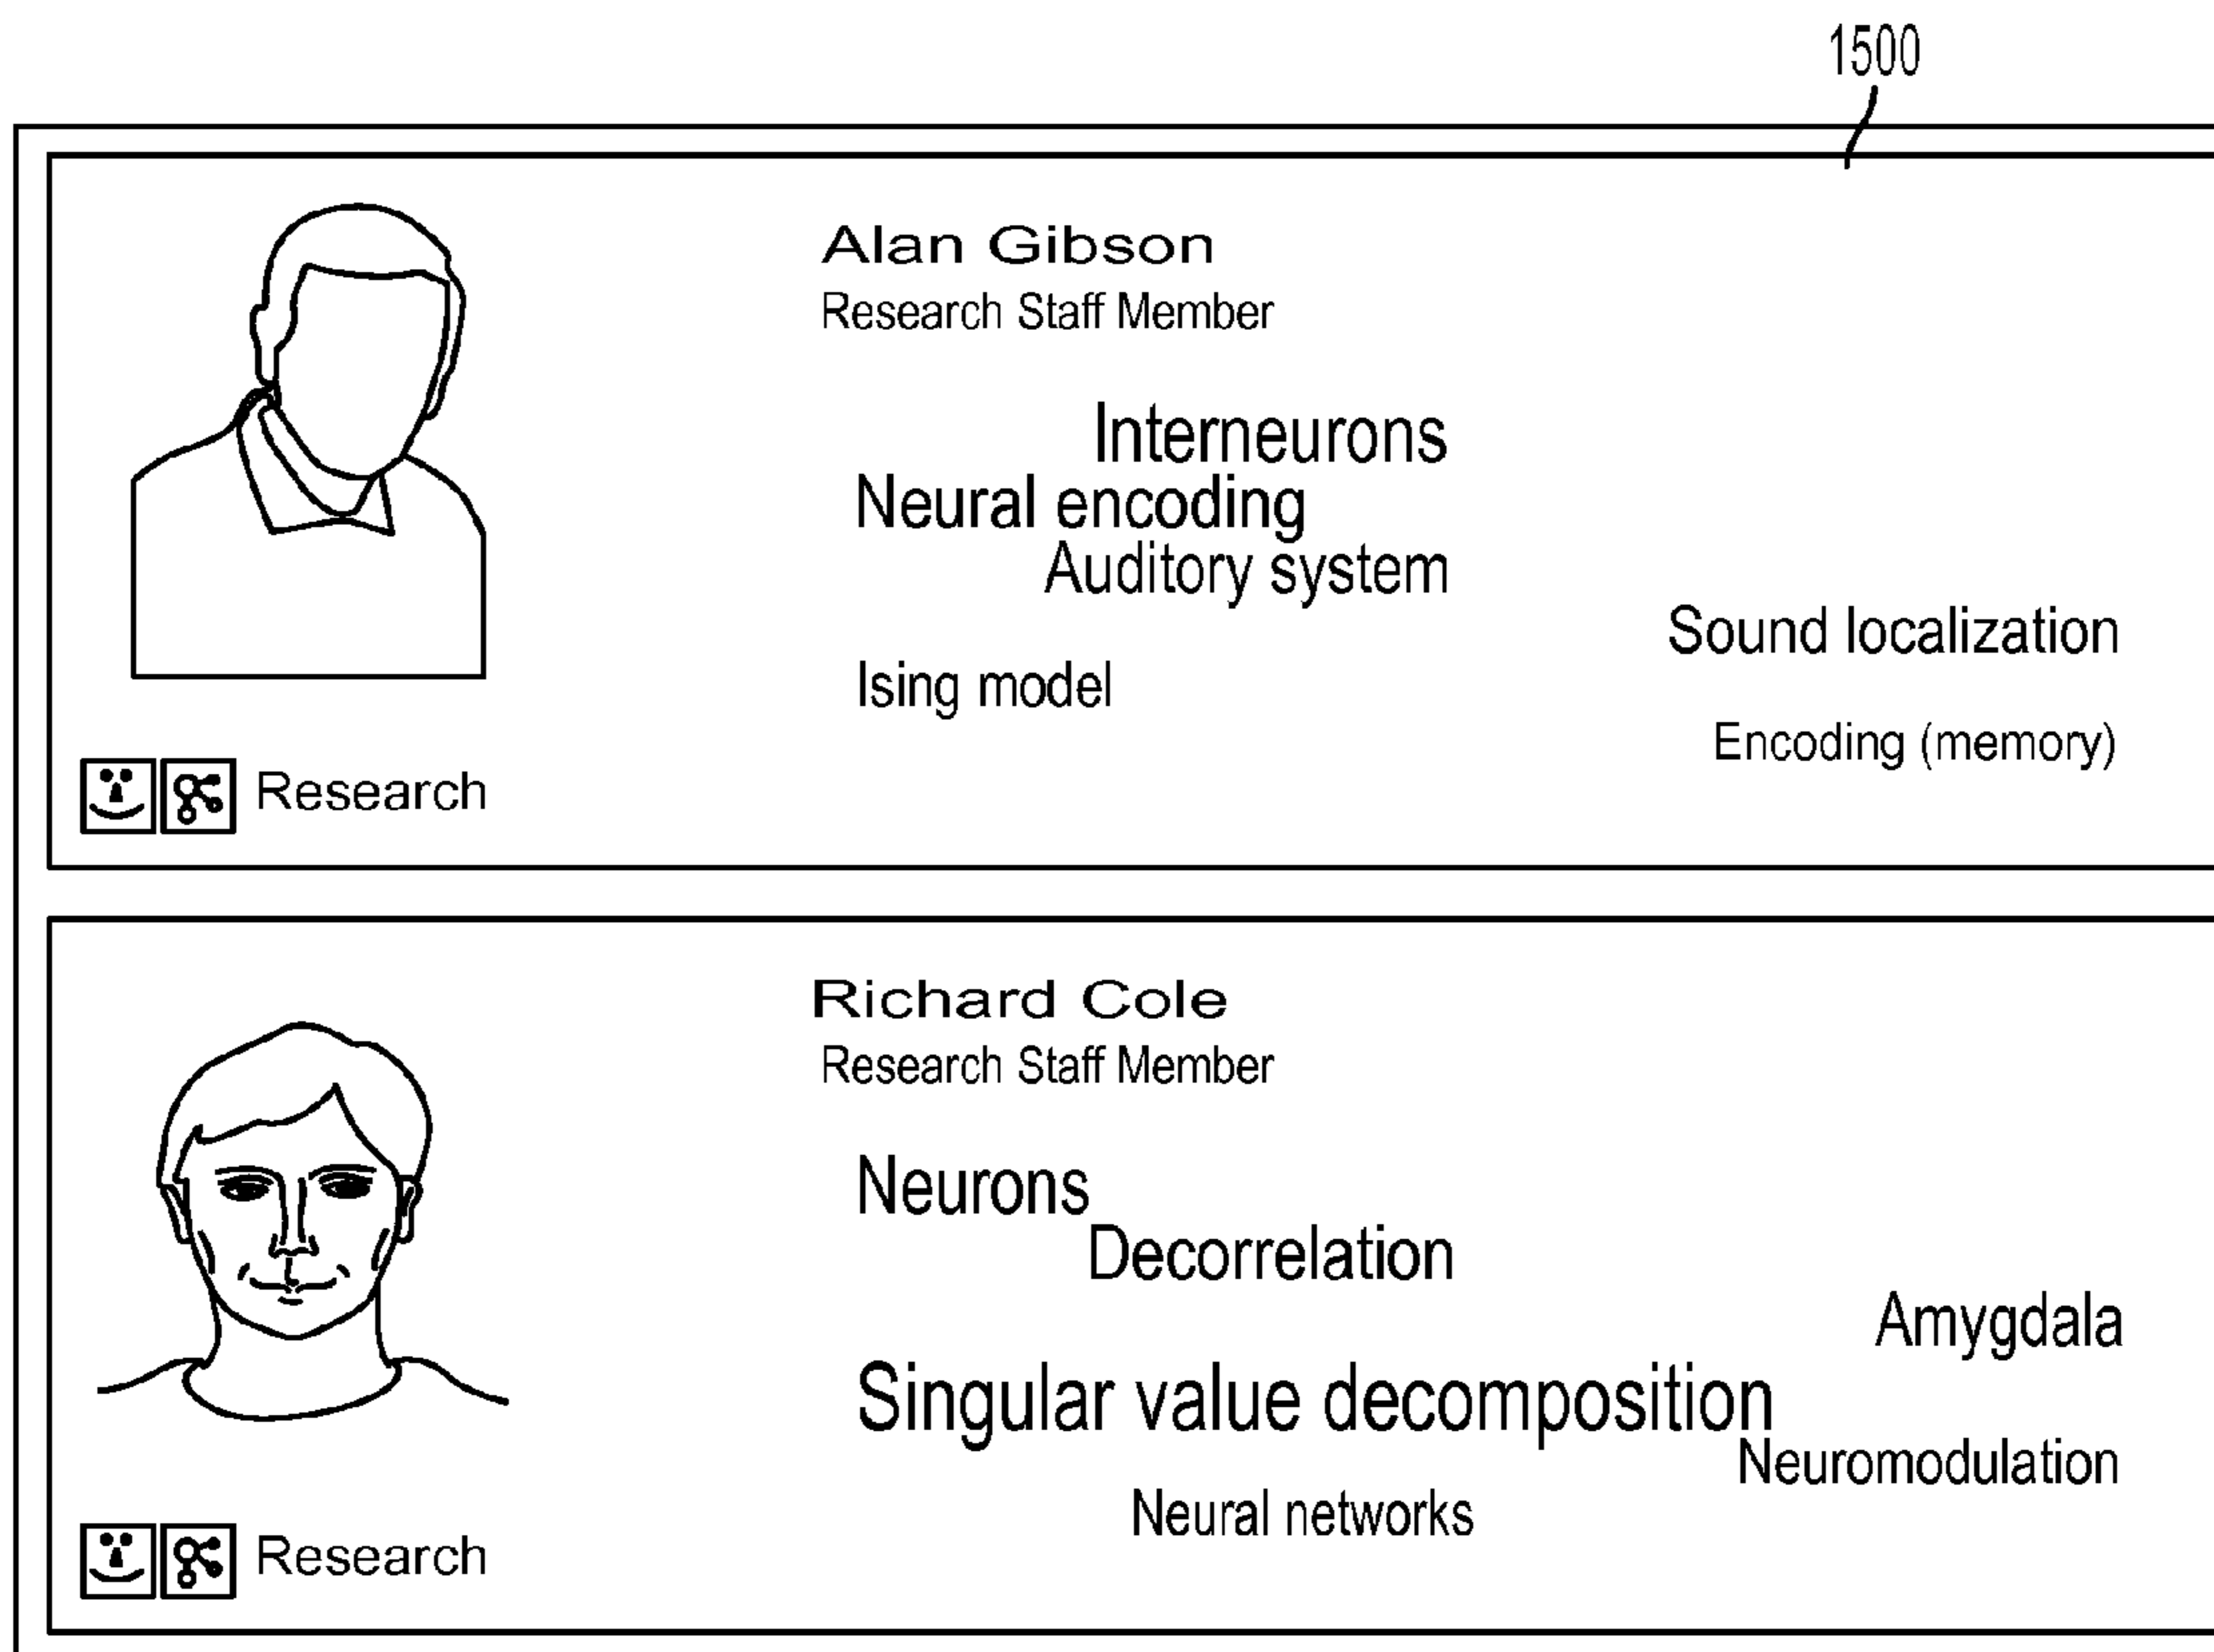 1500
Alan Gibson
Research Staff Member
Interneurons
Neural encoding
Auditory system
Sound localization
Ising model
Encoding (memory)
Research
Richard Cole
Research Staff Member
Neurons
Decorrelation
Amygdala
Singular value decomposition
Neuromodulation
Neural networks
Research